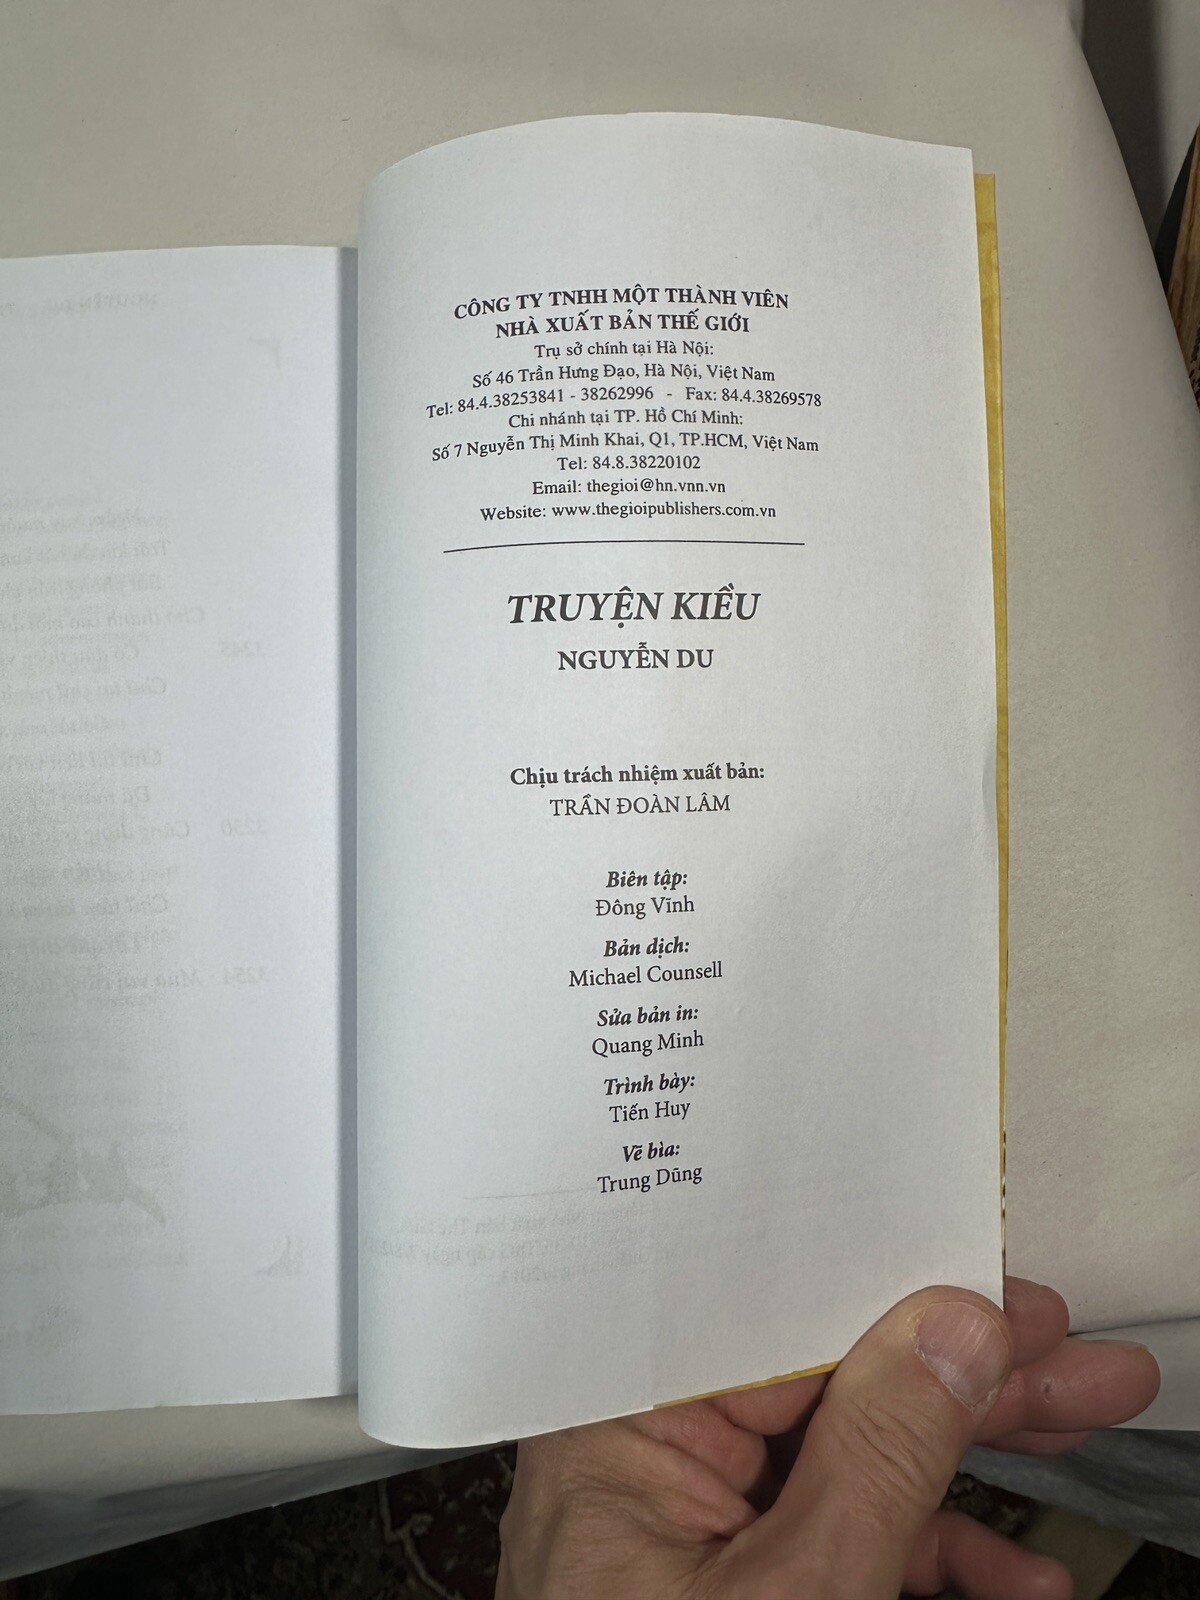 CÔNG TY TNHH MỘT THÀNH VIÊN
NHÀ XUẤT BẢN THẾ GIỚI
Trụ sở chính tại Hà Nội:
Số 46 Trần Hưng Đạo, Hà Nội, Việt Nam
Tel: 84.4.38253841 - 38262996 - Fax: 84.4.38269578
Chi nhánh tại TP. Hồ Chí Minh:
Số 7 Nguyễn Thị Minh Khai, Q1, TP.HCM, Việt Nam
Tel: 84.8.38220102
Email: thegioi@hn.vnn.vn
Website: www.thegioipublishers.com.vn
TRUYỆN KIỀU
NGUYỄN DU
Chịu trách nhiệm xuất bản:
TRẦN ĐOÀN LÂM
Biên tập:
Đông Vĩnh
Bản dịch:
Michael Counsell
Sửa bản in:
Quang Minh
Trình bày:
Tiến Huy
Vẽ bìa:
Trung Dũng